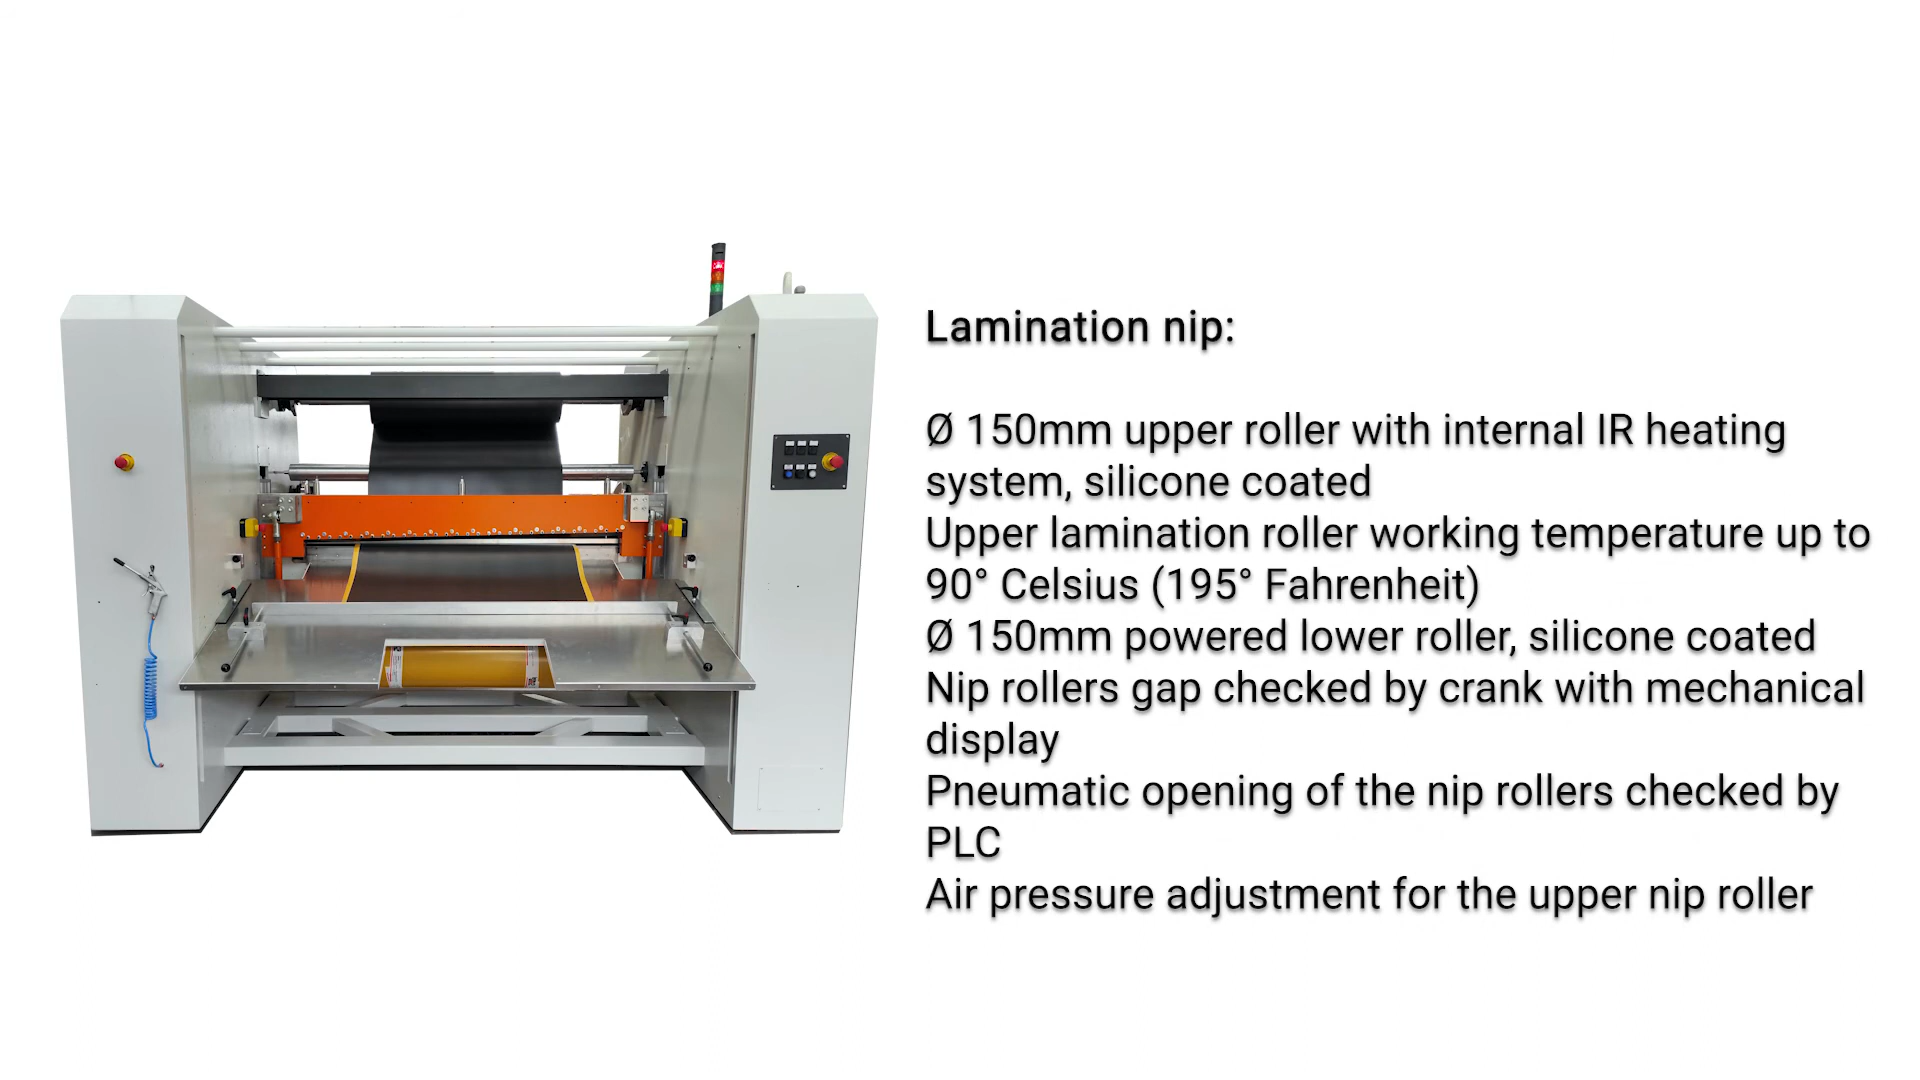 Lamination nip:
Ø 150mm upper roller with internal IR heating
system, silicone coated
Upper lamination roller working temperature up to
90° Celsius (195° Fahrenheit)
Ø 150mm powered lower roller, silicone coated
Nip rollers gap checked by crank with mechanical
display
Pneumatic opening of the nip rollers checked by
PLC
Air pressure adjustment for the upper nip roller